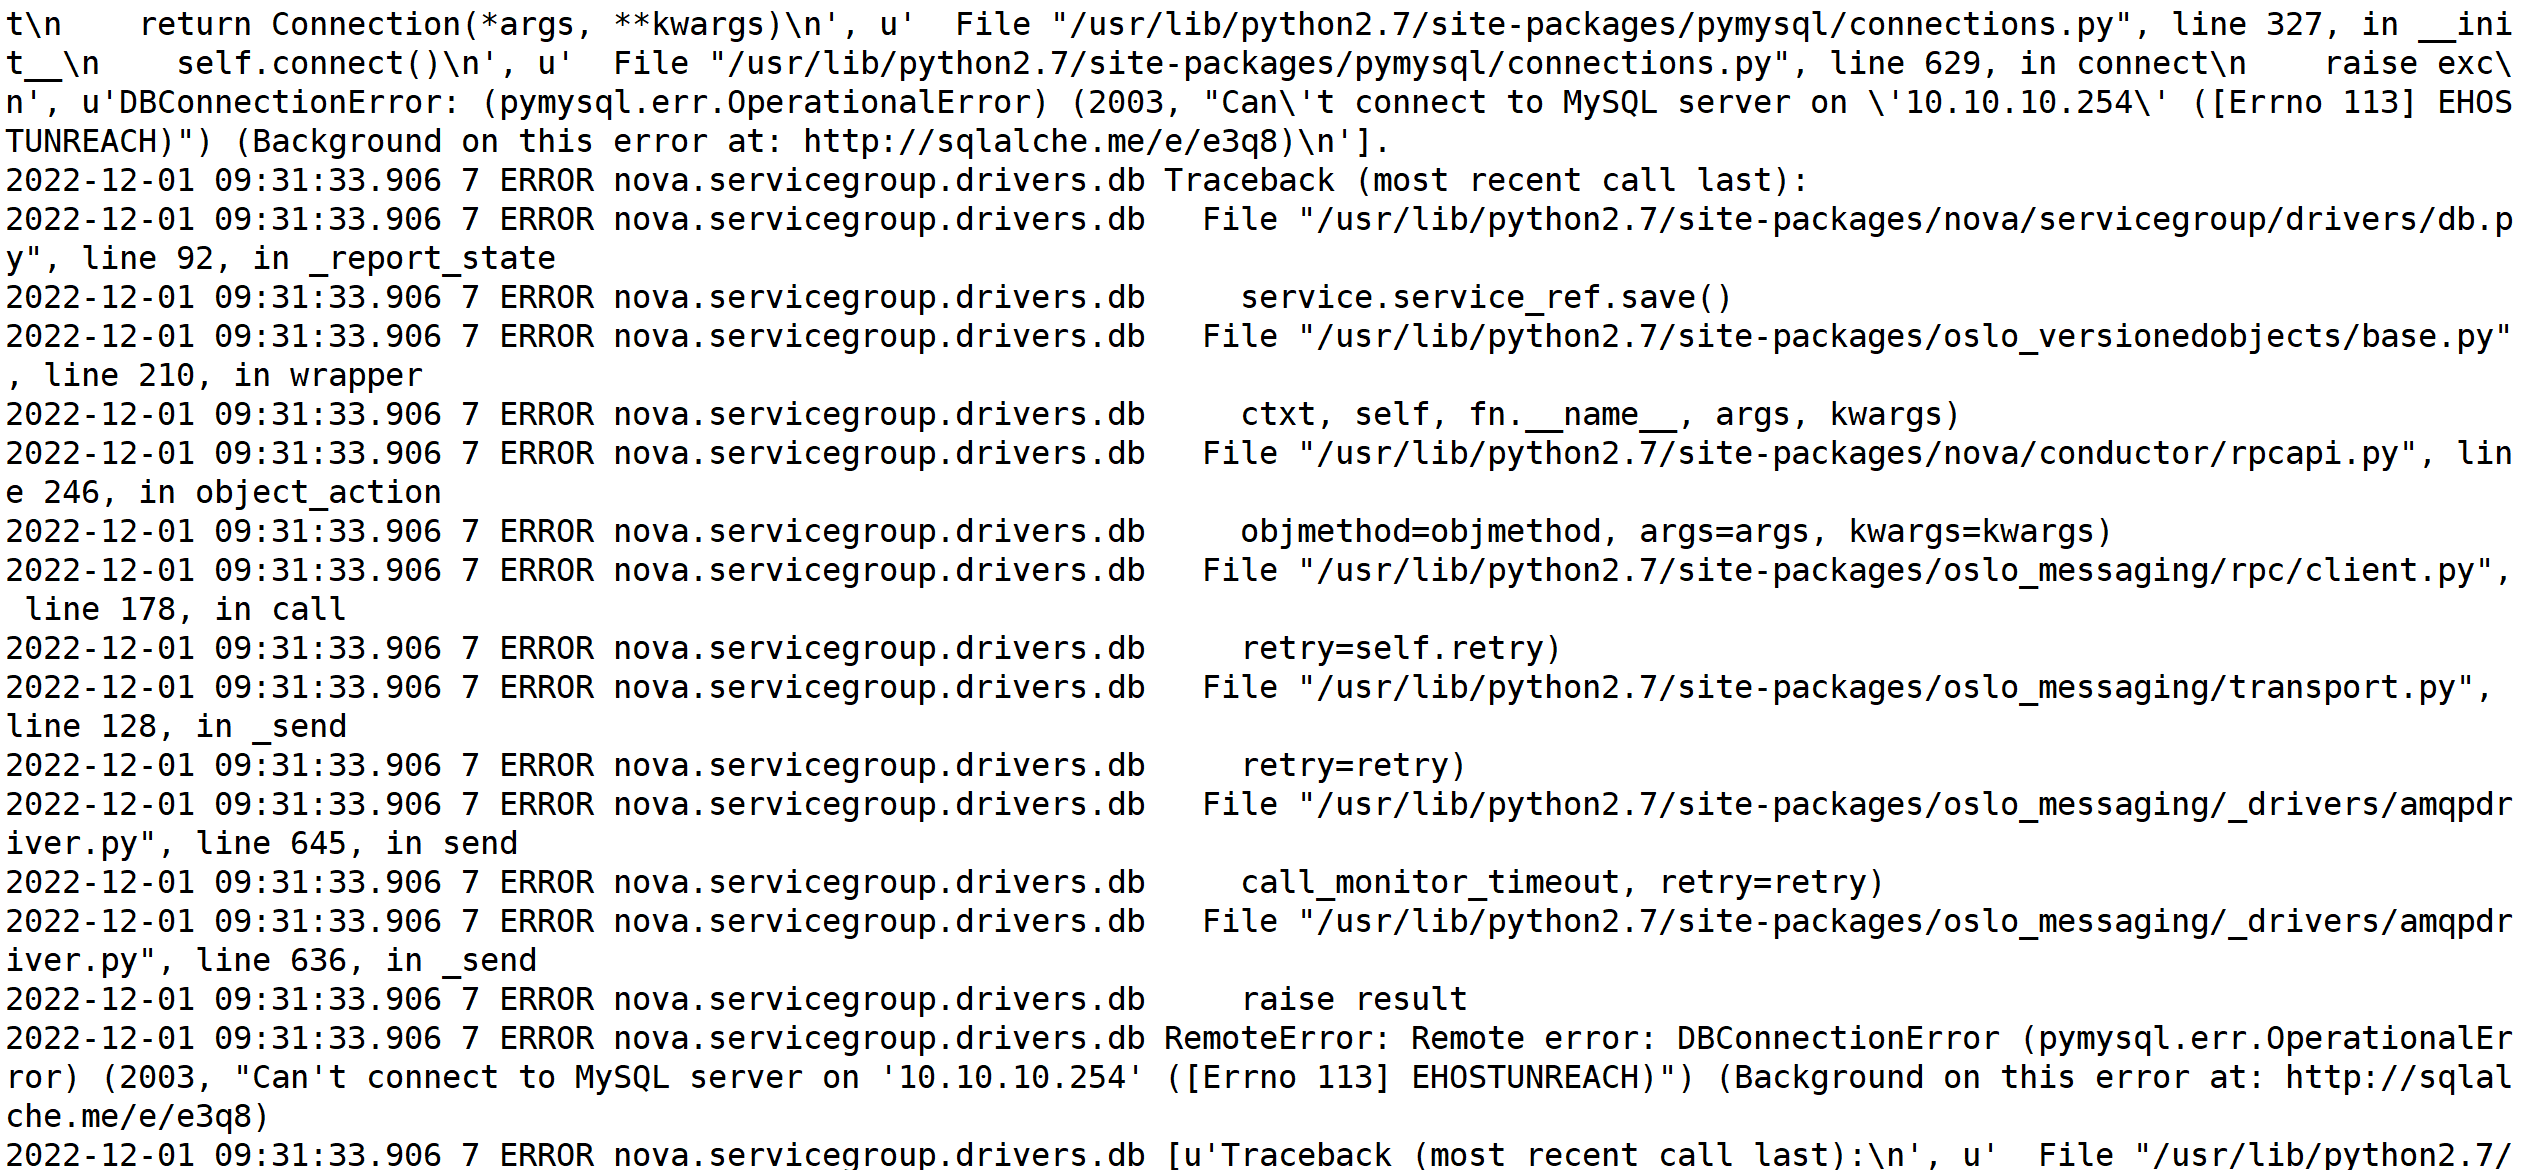 t\n    return Connection(*args, **kwargs)\n', u'  File "/usr/lib/python2.7/site-packages/pymysql/connections.py", line 327, in __ini
t__\n    self.connect()\n', u'  File "/usr/lib/python2.7/site-packages/pymysql/connections.py", line 629, in connect\n    raise exc\
n', u'DBConnectionError: (pymysql.err.OperationalError) (2003, "Can\'t connect to MySQL server on \'10.10.10.254\' ([Errno 113] EHOS
TUNREACH)") (Background on this error at: http://sqlalche.me/e/e3q8)\n'].
2022-12-01 09:31:33.906 7 ERROR nova.servicegroup.drivers.db Traceback (most recent call last):
2022-12-01 09:31:33.906 7 ERROR nova.servicegroup.drivers.db   File "/usr/lib/python2.7/site-packages/nova/servicegroup/drivers/db.p
y", line 92, in _report_state
2022-12-01 09:31:33.906 7 ERROR nova.servicegroup.drivers.db     service.service_ref.save()
2022-12-01 09:31:33.906 7 ERROR nova.servicegroup.drivers.db   File "/usr/lib/python2.7/site-packages/oslo_versionedobjects/base.py"
, line 210, in wrapper
2022-12-01 09:31:33.906 7 ERROR nova.servicegroup.drivers.db     ctxt, self, fn.__name__, args, kwargs)
2022-12-01 09:31:33.906 7 ERROR nova.servicegroup.drivers.db   File "/usr/lib/python2.7/site-packages/nova/conductor/rpcapi.py", lin
e 246, in object_action
2022-12-01 09:31:33.906 7 ERROR nova.servicegroup.drivers.db     objmethod=objmethod, args=args, kwargs=kwargs)
2022-12-01 09:31:33.906 7 ERROR nova.servicegroup.drivers.db   File "/usr/lib/python2.7/site-packages/oslo_messaging/rpc/client.py",
 line 178, in call
2022-12-01 09:31:33.906 7 ERROR nova.servicegroup.drivers.db     retry=self.retry)
2022-12-01 09:31:33.906 7 ERROR nova.servicegroup.drivers.db   File "/usr/lib/python2.7/site-packages/oslo_messaging/transport.py",
line 128, in _send
2022-12-01 09:31:33.906 7 ERROR nova.servicegroup.drivers.db     retry=retry)
2022-12-01 09:31:33.906 7 ERROR nova.servicegroup.drivers.db   File "/usr/lib/python2.7/site-packages/oslo_messaging/_drivers/amqpdr
iver.py", line 645, in send
2022-12-01 09:31:33.906 7 ERROR nova.servicegroup.drivers.db     call_monitor_timeout, retry=retry)
2022-12-01 09:31:33.906 7 ERROR nova.servicegroup.drivers.db   File "/usr/lib/python2.7/site-packages/oslo_messaging/_drivers/amqpdr
iver.py", line 636, in _send
2022-12-01 09:31:33.906 7 ERROR nova.servicegroup.drivers.db     raise result
2022-12-01 09:31:33.906 7 ERROR nova.servicegroup.drivers.db RemoteError: Remote error: DBConnectionError (pymysql.err.OperationalEr
ror) (2003, "Can't connect to MySQL server on '10.10.10.254' ([Errno 113] EHOSTUNREACH)") (Background on this error at: http://sqlal
che.me/e/e3q8)
2022-12-01 09:31:33.906 7 ERROR nova.servicegroup.drivers.db [u'Traceback (most recent call last):\n', u'  File "/usr/lib/python2.7/